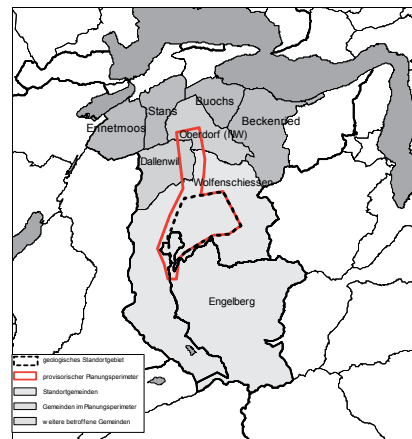 Buochs
Stans
Ennetmoos
Oberdorf (NW)
Beckenried
Dallenwil
Wolfenschiessen
Engelberg
geologisches Standortgebiet
provisorischer Planungsperimeter
Standortgemeinden
Gemeinden im Planungsperimeter
weitere betroffene Gemeinden